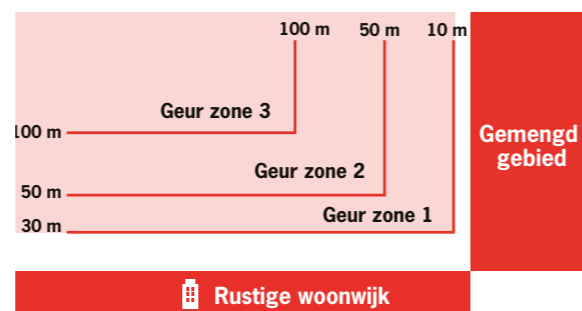 100 m 50 m 10 m
Geur zone 3
100 m
Gemengd
gebied
Geur zone 2
50 m
Geur zone 1
30 m
Rustige woonwijk